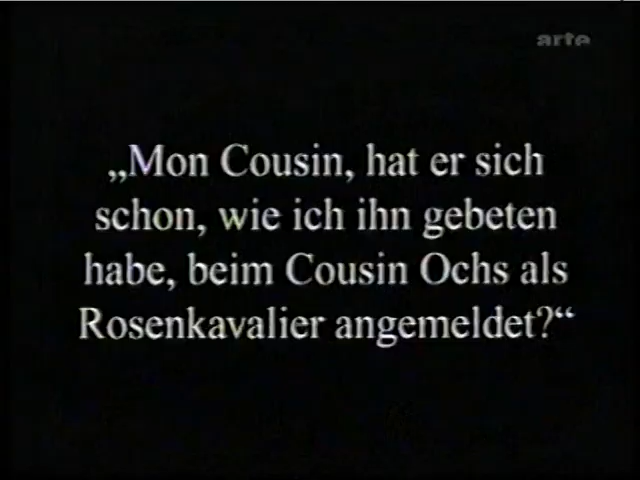 arte
„Mon Cousin, hat er sich
schon, wie ich ihn gebeten
habe, beim Cousin Ochs als
Rosenkavalier angemeldet?“